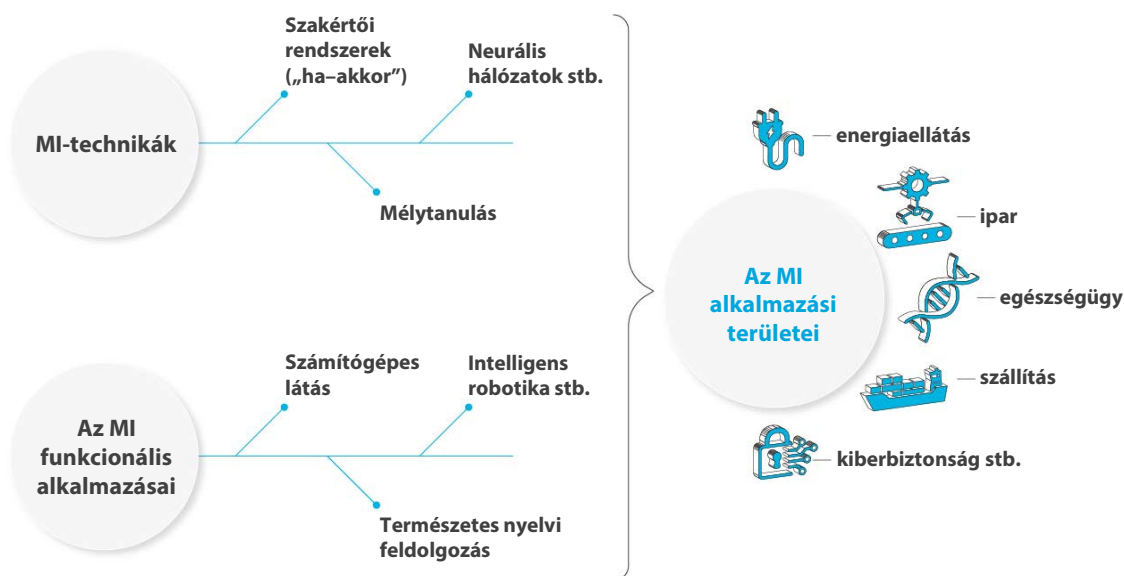 MI-technikák
Szakértői
rendszerek
(„ha–akkor”)
Neurális
hálózatok stb.
Mélytanulás
Az MI
funkcionális
alkalmazásai
Számítógépes
látás
Intelligens
robotika stb.
Természetes nyelvi
feldolgozás
Az MI
alkalmazási
területei
energiaellátás
ipar
egészségügy
szállítás
kiberbiztonság stb.